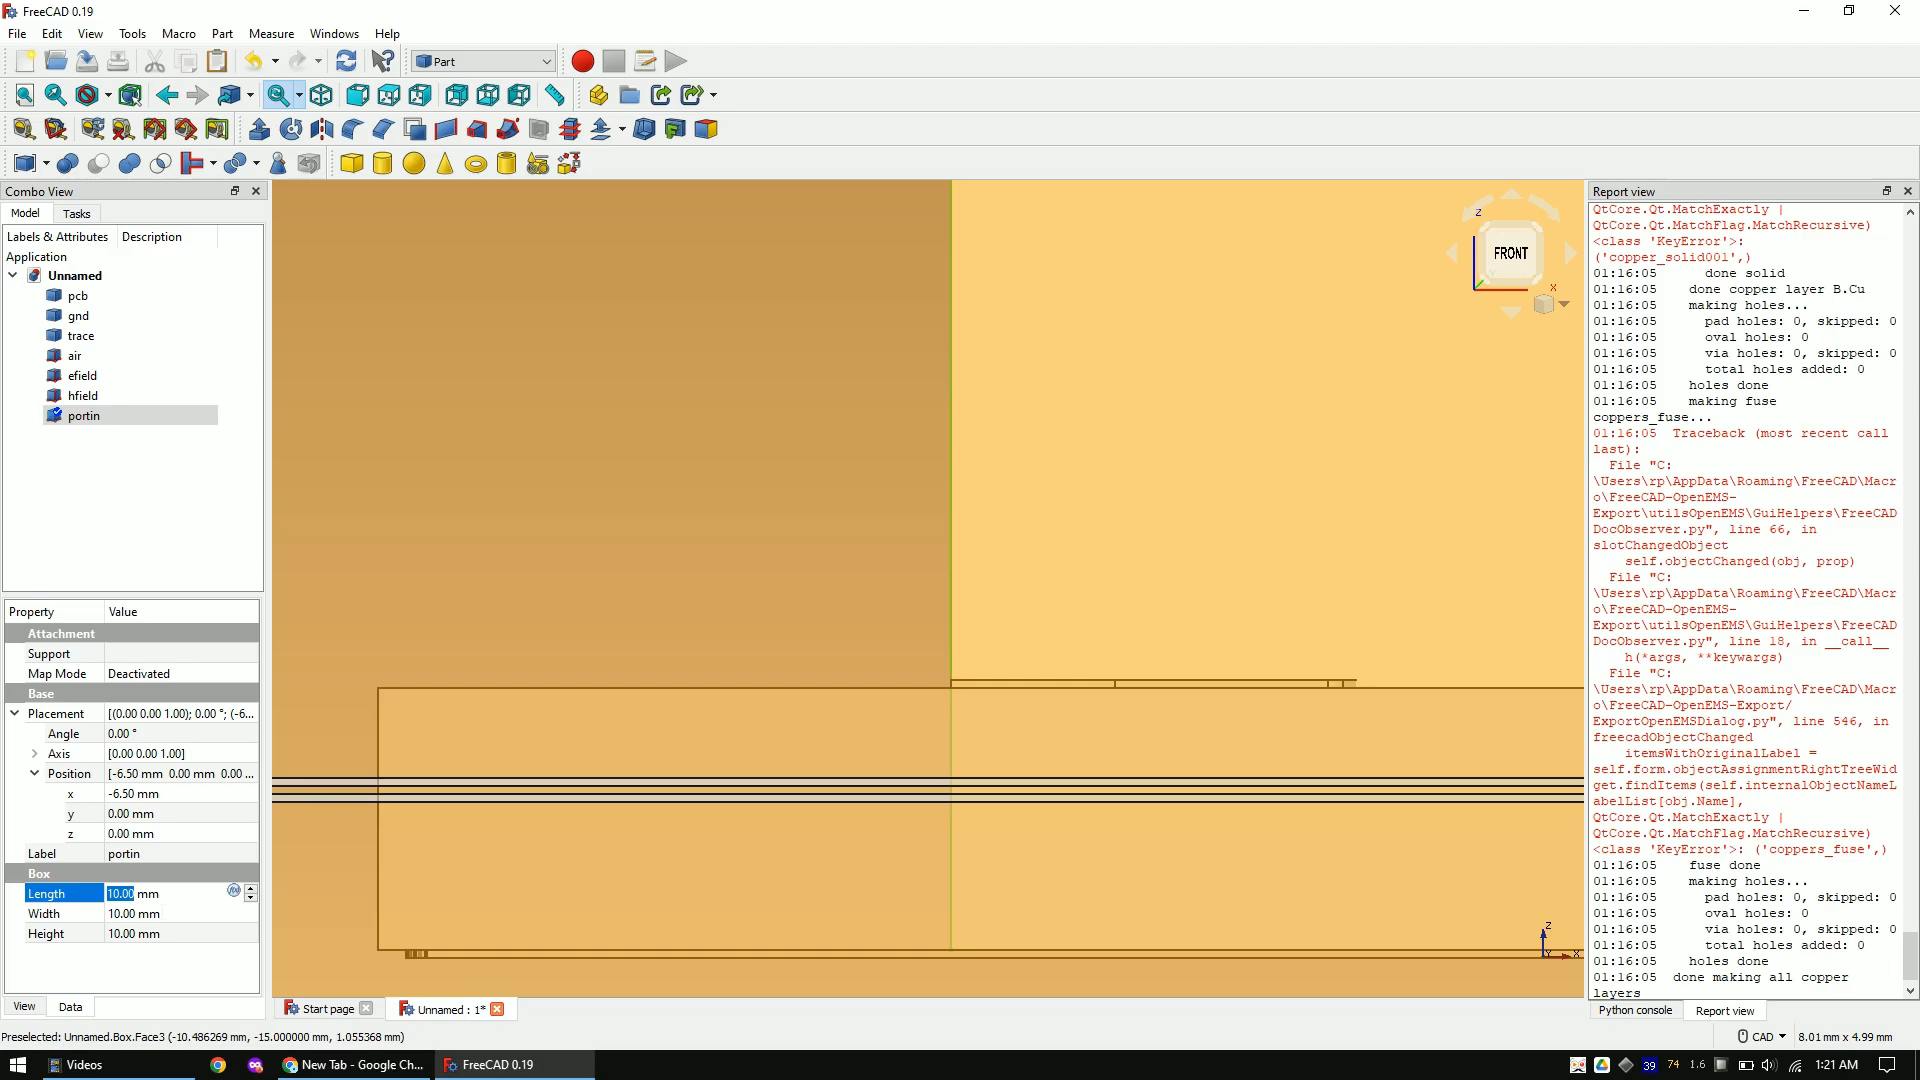 FreeCAD 0.19
File Edit View Tools Macro Part Measure Windows Help
Part
Combo View
Model Tasks
Labels & Attributes Description
Application
Unnamed
pcb
gnd
trace
air
efield
hfield
portin
Property Value
Attachment
Support
Map Mode Deactivated
Base
Placement [(0.00 0.00 1.00); 0.00 °; (-6...
Angle 0.00 °
Axis [0.00 0.00 1.00]
Position [-6.50 mm 0.00 mm 0.00 ...
x -6.50 mm
y 0.00 mm
z 0.00 mm
Label portin
Box
Length 10.00 mm
Width 10.00 mm
Height 10.00 mm
View Data
Z
FRONT
X
Z
Y X
Start page
Unnamed : 1*
Report view
QtCore.Qt.MatchExactly |
QtCore.Qt.MatchFlag.MatchRecursive)
<class 'KeyError'>:
('copper_solid001',)
01:16:05 done solid
01:16:05 done copper layer B.Cu
01:16:05 making holes...
01:16:05 pad holes: 0, skipped: 0
01:16:05 oval holes: 0
01:16:05 via holes: 0, skipped: 0
01:16:05 total holes added: 0
01:16:05 holes done
01:16:05 making fuse
coppers_fuse...
01:16:05 Traceback (most recent call
last):
File "C:
\Users\rp\AppData\Roaming\FreeCAD\Macr
o\FreeCAD-OpenEMS-
Export\utilsOpenEMS\GuiHelpers\FreeCAD
DocObserver.py", line 66, in
slotChangedObject
self.objectChanged(obj, prop)
File "C:
\Users\rp\AppData\Roaming\FreeCAD\Macr
o\FreeCAD-OpenEMS-
Export\utilsOpenEMS\GuiHelpers\FreeCAD
DocObserver.py", line 18, in __call__
h(*args, **keywargs)
File "C:
\Users\rp\AppData\Roaming\FreeCAD\Macr
o\FreeCAD-OpenEMS-Export/
ExportOpenEMSDialog.py", line 546, in
freecadObjectChanged
itemsWithOriginalLabel =
self.form.objectAssignmentRightTreeWid
get.findItems(self.internalObjectNameL
abelList[obj.Name],
QtCore.Qt.MatchExactly |
QtCore.Qt.MatchFlag.MatchRecursive)
<class 'KeyError'>: ('coppers_fuse',)
01:16:05 fuse done
01:16:05 making holes...
01:16:05 pad holes: 0, skipped: 0
01:16:05 oval holes: 0
01:16:05 via holes: 0, skipped: 0
01:16:05 total holes added: 0
01:16:05 holes done
01:16:05 done making all copper
layers
Python console Report view
Preselected: Unnamed.Box.Face3 (-10.486269 mm, -15.000000 mm, 1.055368 mm)
CAD 8.01 mm x 4.99 mm
Videos
New Tab - Google Ch...
FreeCAD 0.19
39 74 1.6 1:21 AM